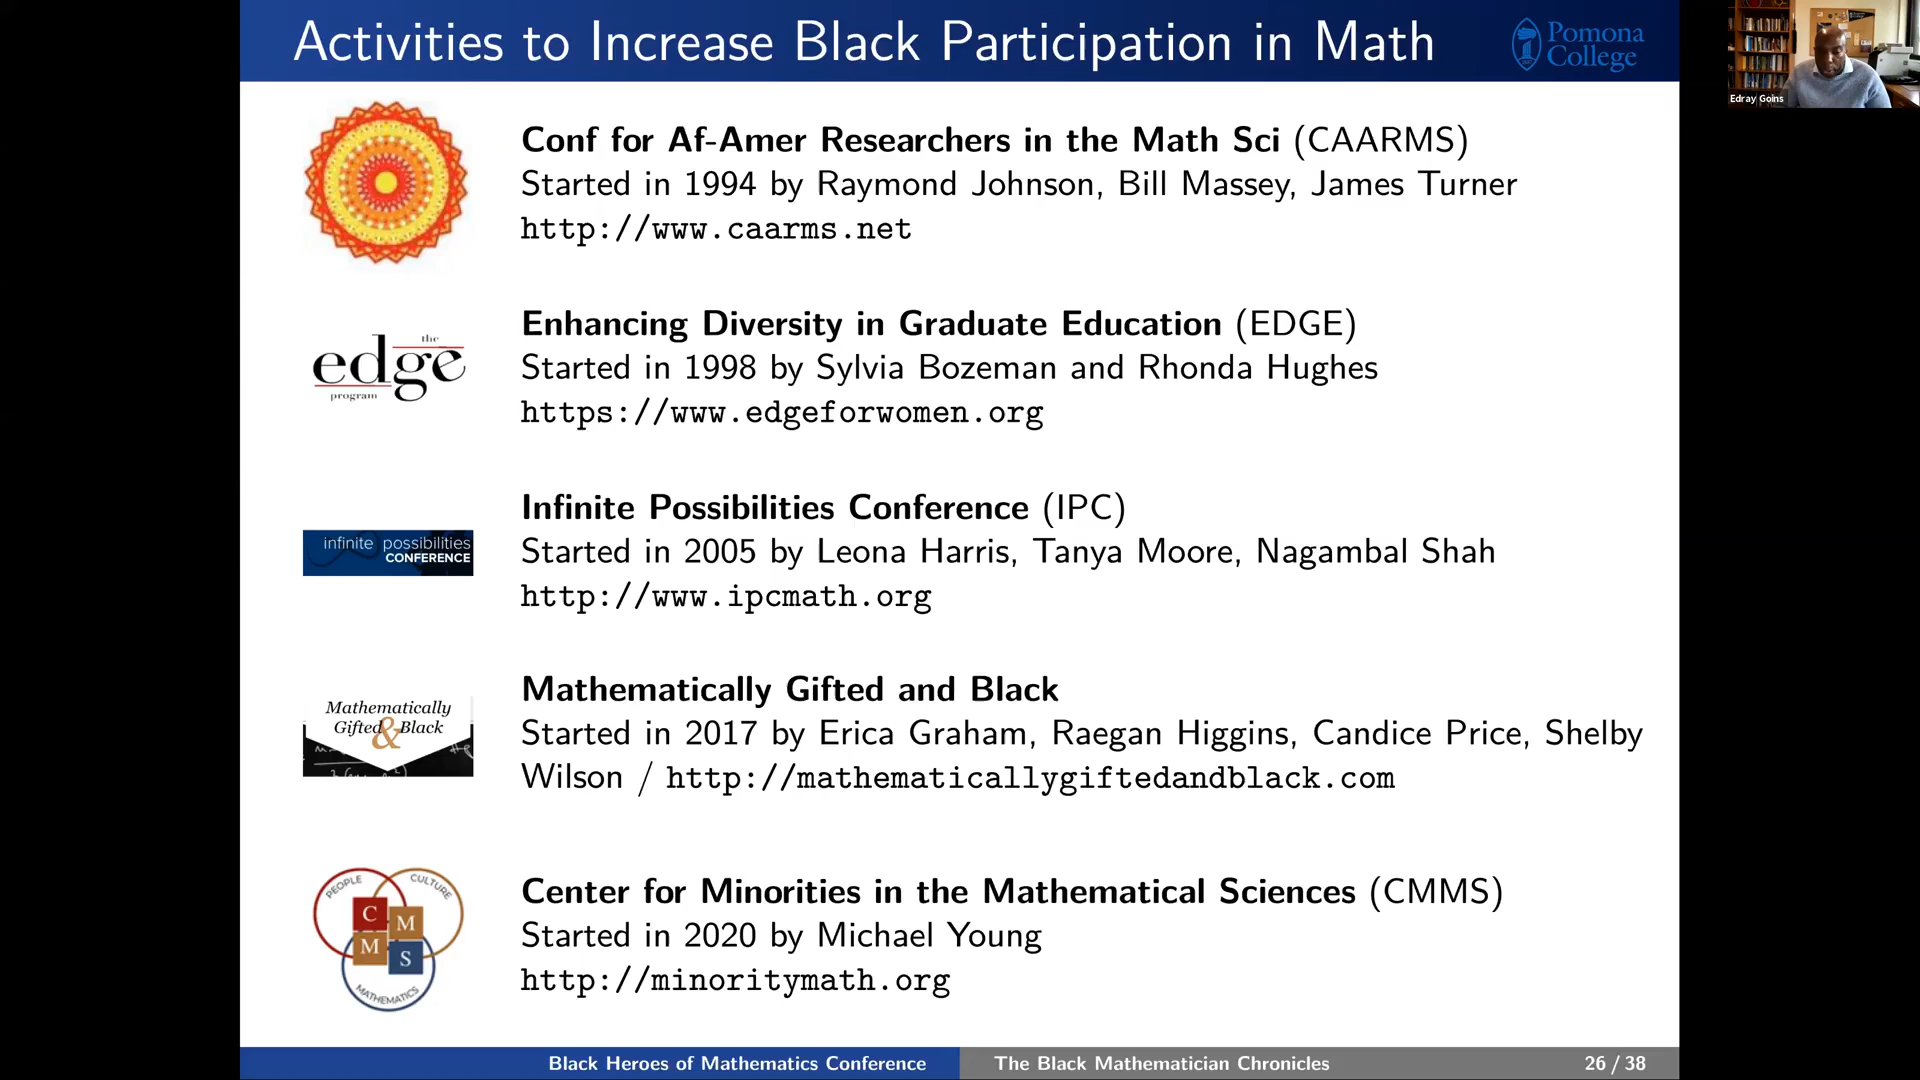 Activities to Increase Black Participation in Math
Pomona
College
Edray Goins
Conf for Af-Amer Researchers in the Math Sci (CAARMS)
Started in 1994 by Raymond Johnson, Bill Massey, James Turner
http://www.caarms.net
the
edge
program
Enhancing Diversity in Graduate Education (EDGE)
Started in 1998 by Sylvia Bozeman and Rhonda Hughes
https://www.edgeforwomen.org
infinite possibilities
CONFERENCE
Infinite Possibilities Conference (IPC)
Started in 2005 by Leona Harris, Tanya Moore, Nagambal Shah
http://www.ipcmath.org
Mathematically
Gifted & Black
Mathematically Gifted and Black
Started in 2017 by Erica Graham, Raegan Higgins, Candice Price, Shelby
Wilson / http://mathematicallygiftedandblack.com
PEOPLE
CULTURE
C
M
M
S
MATHEMATICS
Center for Minorities in the Mathematical Sciences (CMMS)
Started in 2020 by Michael Young
http://minoritymath.org
Black Heroes of Mathematics Conference
The Black Mathematician Chronicles
26 / 38